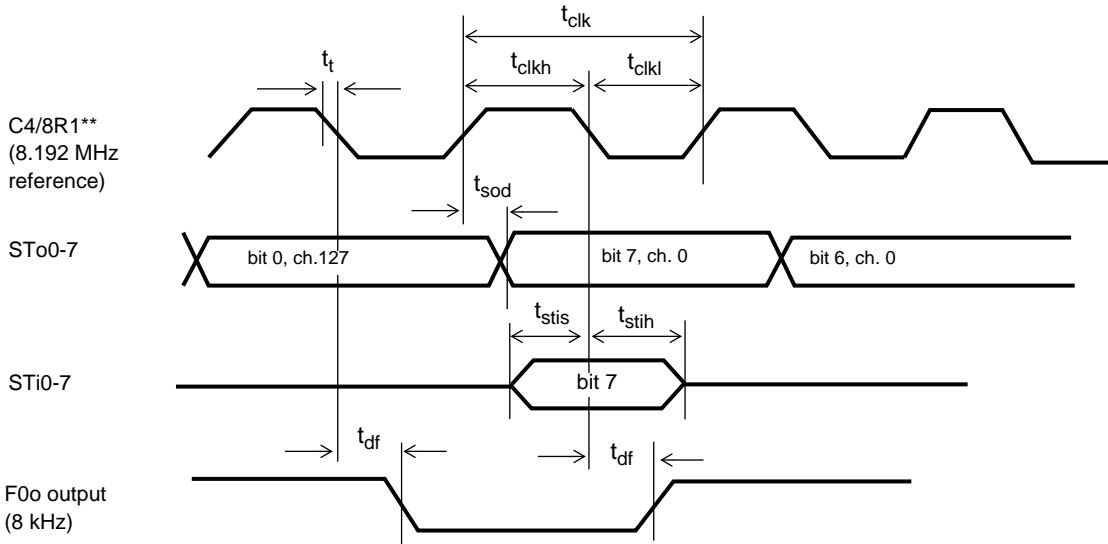 t_clk
t_t
t_clkh t_clkl
C4/8R1**
(8.192 MHz
reference)
t_sod
STo0-7
bit 0, ch.127 bit 7, ch. 0 bit 6, ch. 0
t_stis t_stih
STi0-7
bit 7
t_df t_df
F0o output
(8 kHz)